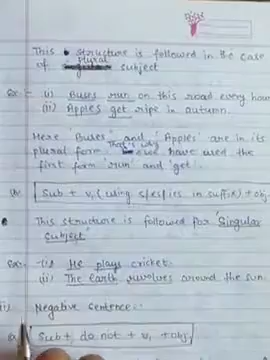 This structure is followed in the case
of plural subject
Ex:- (i) Buses run on this road every hour
(ii) Apples get ripe in autumn.
Here 'Buses' and 'Apples' are in its
plural form. That's why we have used the
first form 'run' and 'get'.
Sub + V1 (using s/es/ies in suffix) + obj.
This structure is followed for 'Singular
Subject'
Ex:- (i) He plays cricket.
(ii) The earth revolves around the sun.
ii) Negative sentence:-
Sub + do not + V1 + obj